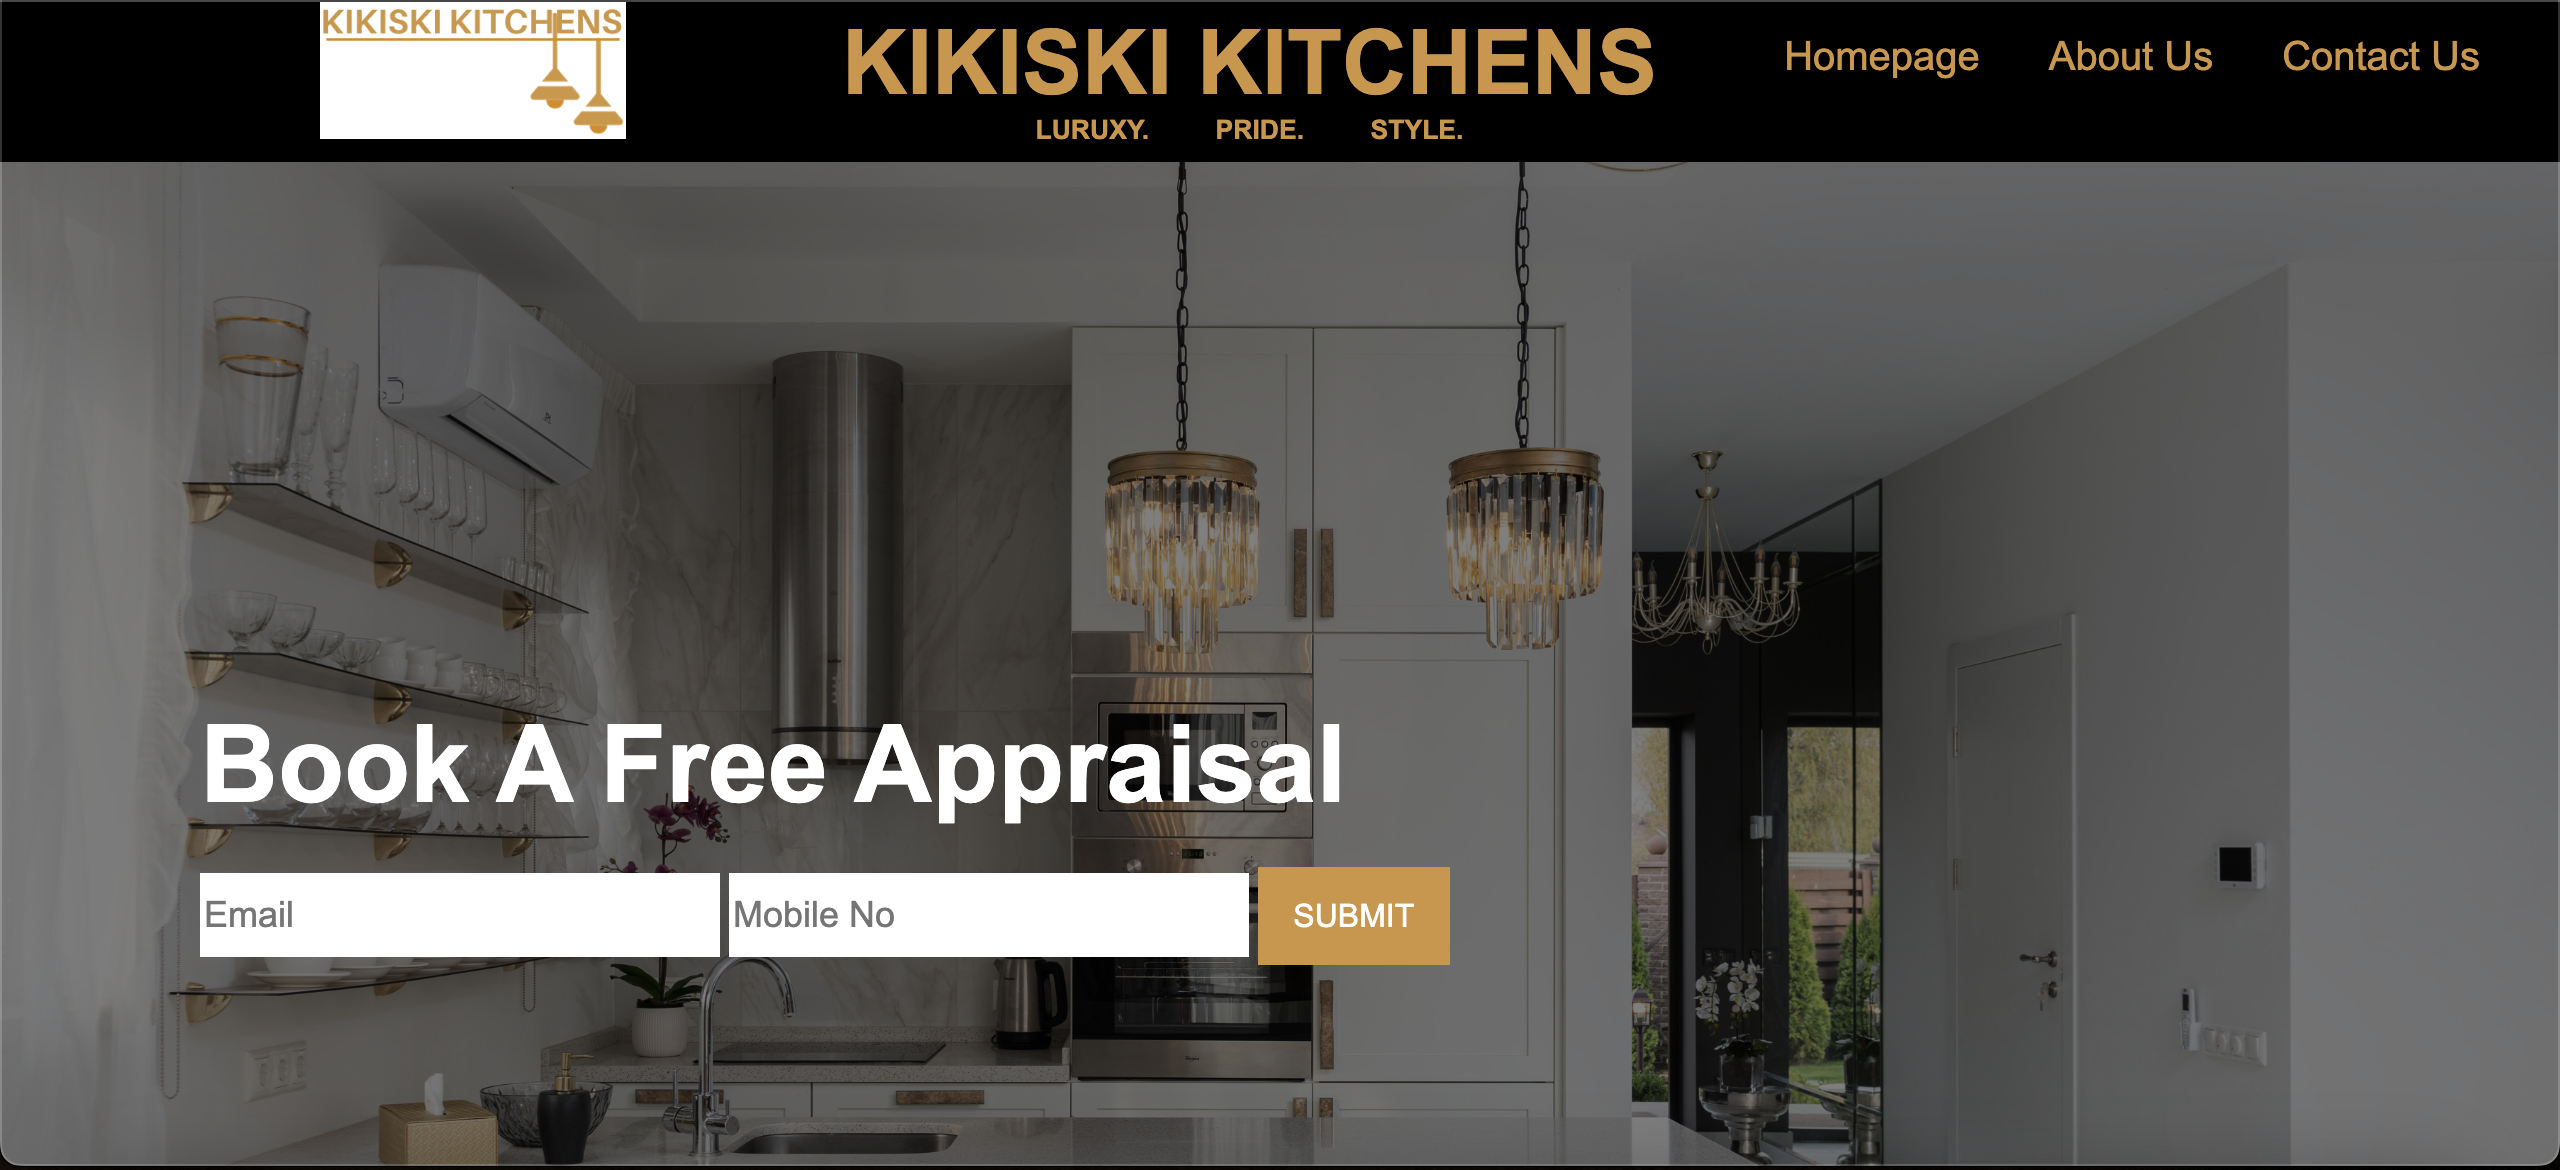 KIKISKI KITCHENS
KIKISKI KITCHENS
LURUXY. PRIDE. STYLE.
Homepage About Us Contact Us
Book A Free Appraisal
Email Mobile No SUBMIT